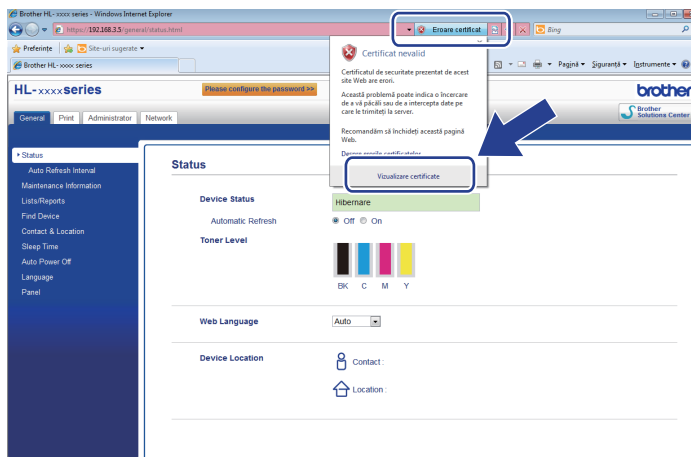 Brother HL- xxxx series - Windows Internet Explorer
https://192.168.3.5/general/status.html
Eroare certificat
Bing
Preferințe
Site-uri sugerate
Brother HL- xxxx series
Pagină
Siguranță
Instrumente
Certificat nevalid
Certificatul de securitate prezentat de acest
site Web are erori.
Această problemă poate indica o încercare
de a vă păcăli sau de a intercepta date pe
care le trimiteți la server.
Recomandăm să închideți această pagină
Web.
Despre erorile certificatelor
Vizualizare certificate
HL-xxxxseries
Please configure the password >>
brother
General
Print
Administrator
Network
Brother
Solutions Center
Status
Auto Refresh Interval
Maintenance Information
Lists/Reports
Find Device
Contact & Location
Sleep Time
Auto Power Off
Language
Panel
Status
Device Status
Hibernare
Automatic Refresh
Off
On
Toner Level
BK C M Y
Web Language
Auto
Device Location
Contact :
Location :